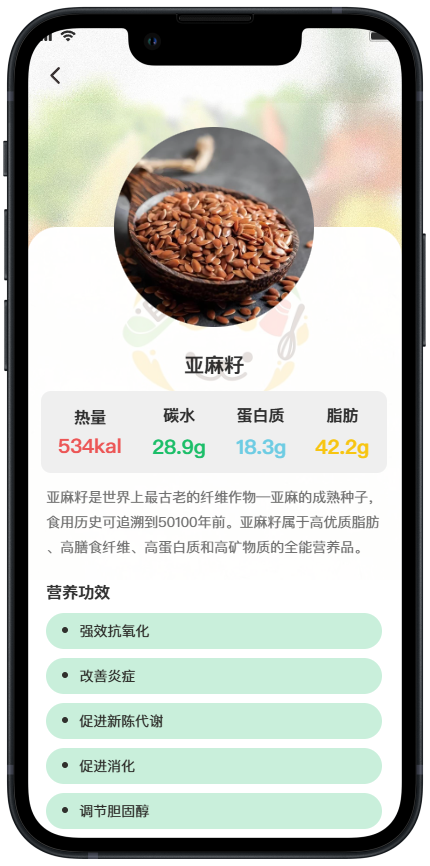 亚麻籽
热量 碳水 蛋白质 脂肪
534kal 28.9g 18.3g 42.2g
亚麻籽是世界上最古老的纤维作物—亚麻的成熟种子，
食用历史可追溯到50100年前。亚麻籽属于高优质脂肪
、高膳食纤维、高蛋白质和高矿物质的全能营养品。
营养功效
• 强效抗氧化
• 改善炎症
• 促进新陈代谢
• 促进消化
• 调节胆固醇